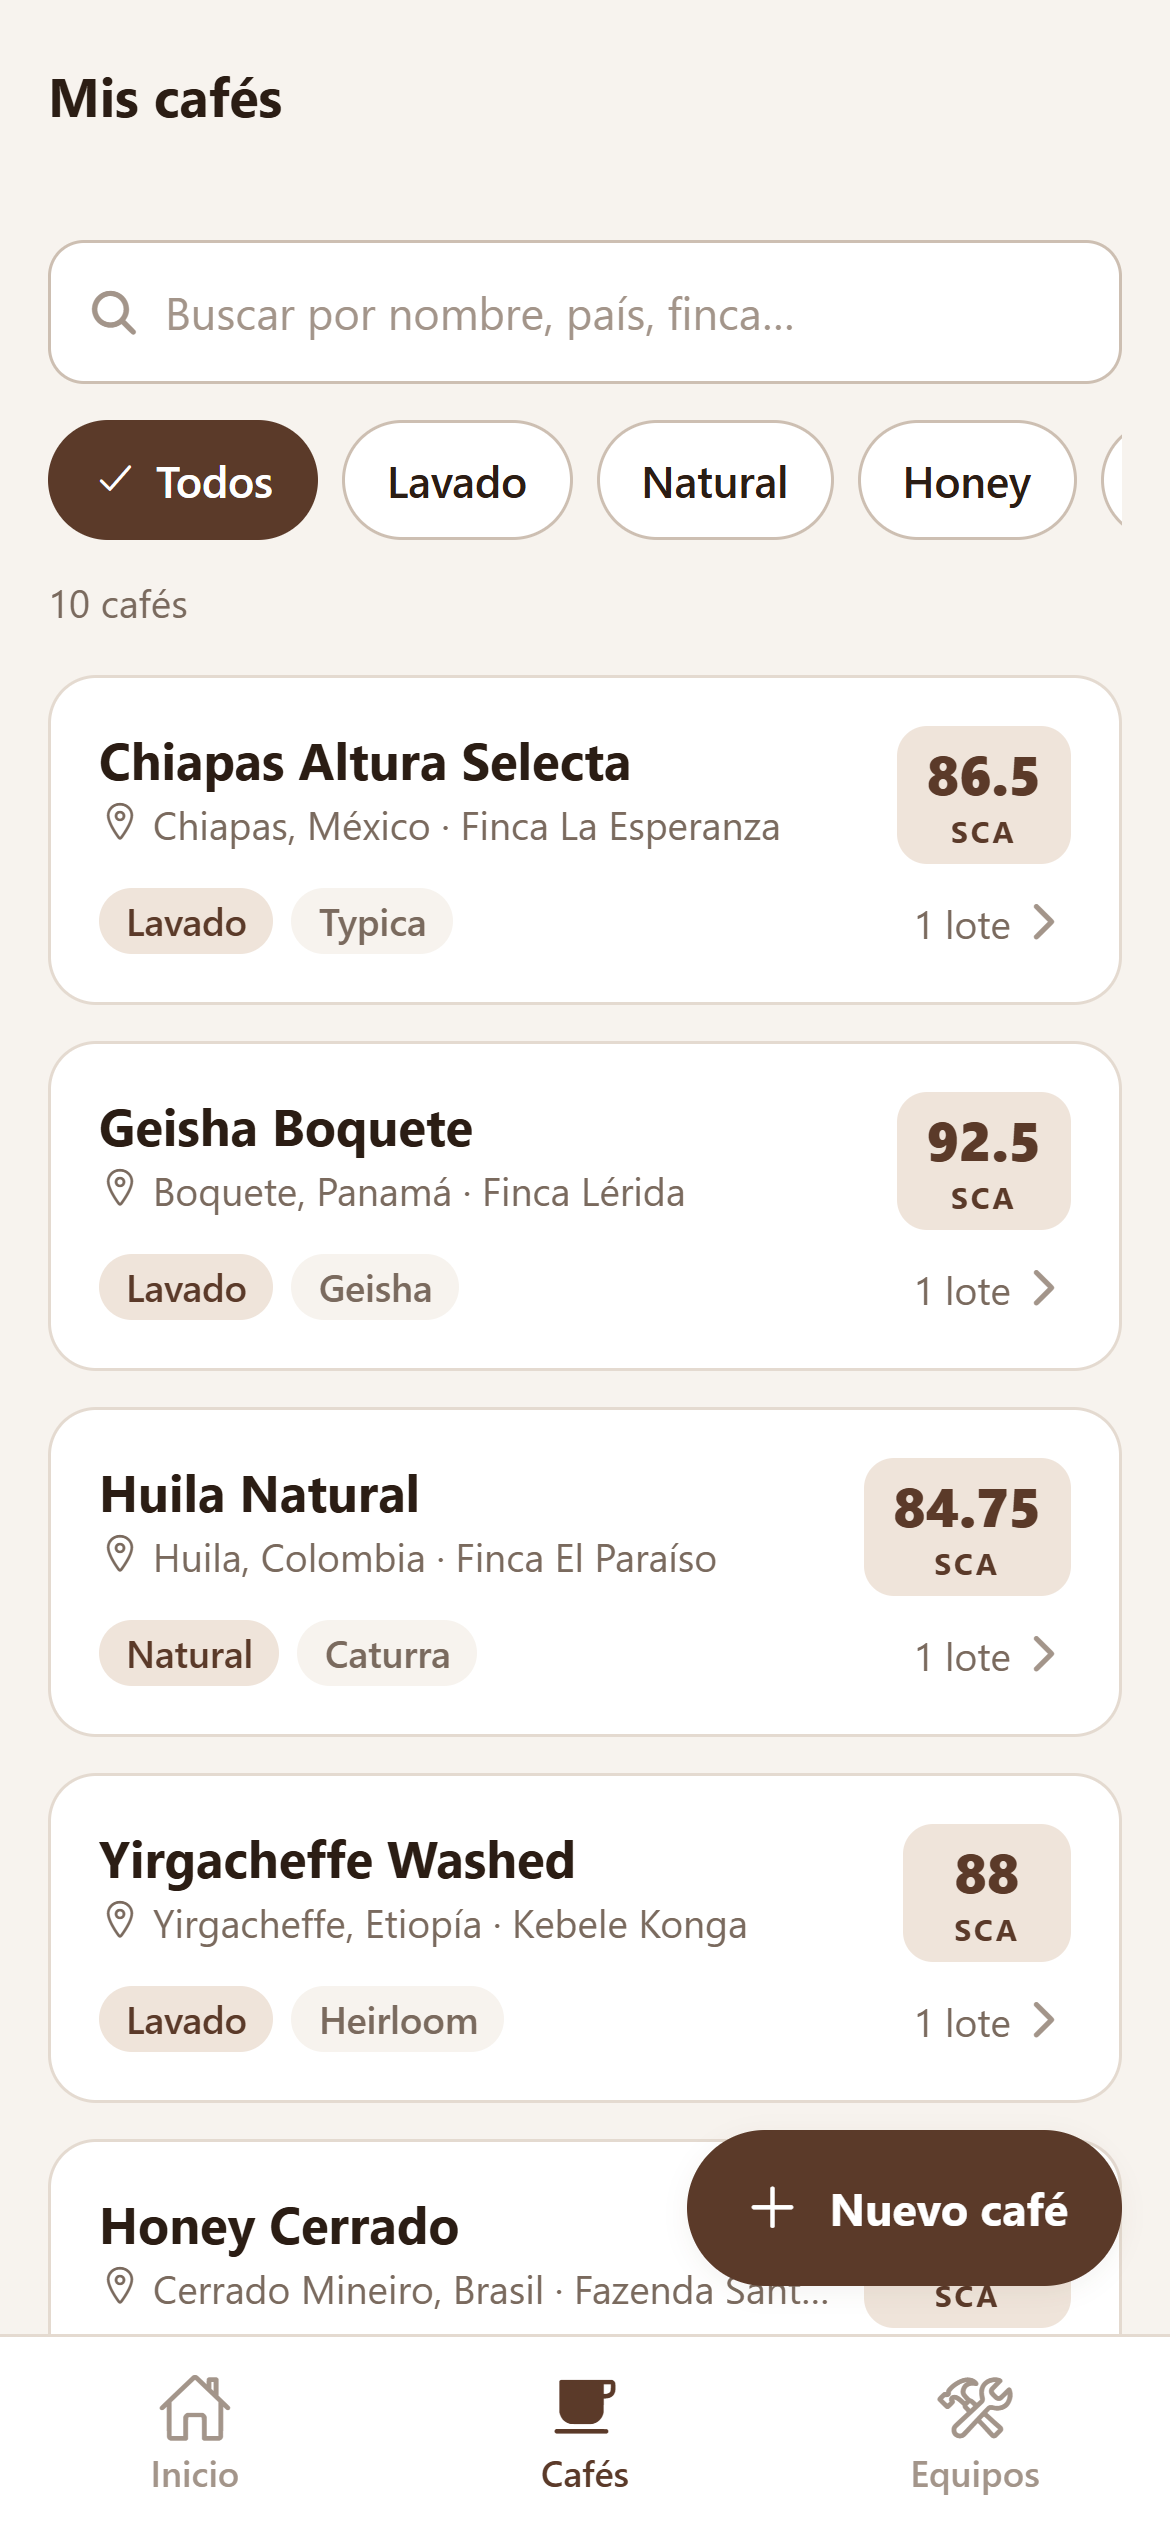 Mis cafés
Buscar por nombre, país, finca...
Todos
Lavado
Natural
Honey
10 cafés
Chiapas Altura Selecta
86.5
SCA
Chiapas, México · Finca La Esperanza
Lavado
Typica
1 lote
Geisha Boquete
92.5
SCA
Boquete, Panamá · Finca Lérida
Lavado
Geisha
1 lote
Huila Natural
84.75
SCA
Huila, Colombia · Finca El Paraíso
Natural
Caturra
1 lote
Yirgacheffe Washed
88
SCA
Yirgacheffe, Etiopía · Kebele Konga
Lavado
Heirloom
1 lote
Honey Cerrado
Nuevo café
Cerrado Mineiro, Brasil · Fazenda Sant...
SCA
Inicio
Cafés
Equipos